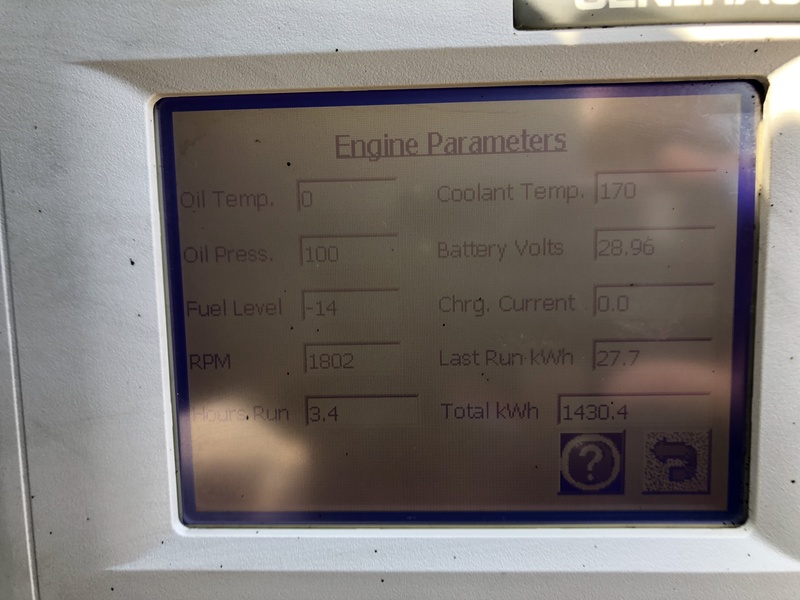 GENERAC
Engine Parameters
Oil Temp. 0 Coolant Temp. 170
Oil Press. 100 Battery Volts 28.96
Fuel Level -14 Chrg. Current 0.0
RPM 1802 Last Run kWh 27.7
Hours Run 3.4 Total kWh 1430.4
?